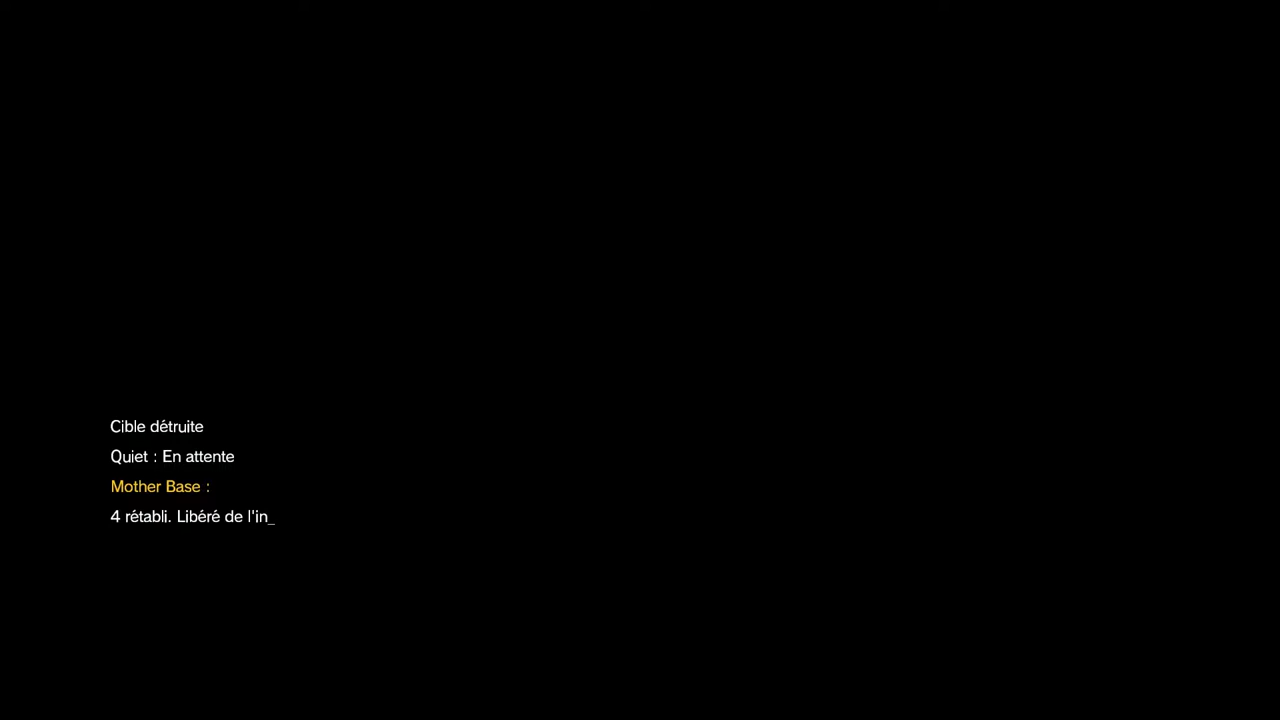 Cible détruite
Quiet : En attente
Mother Base :
4 rétabli. Libéré de l'in_